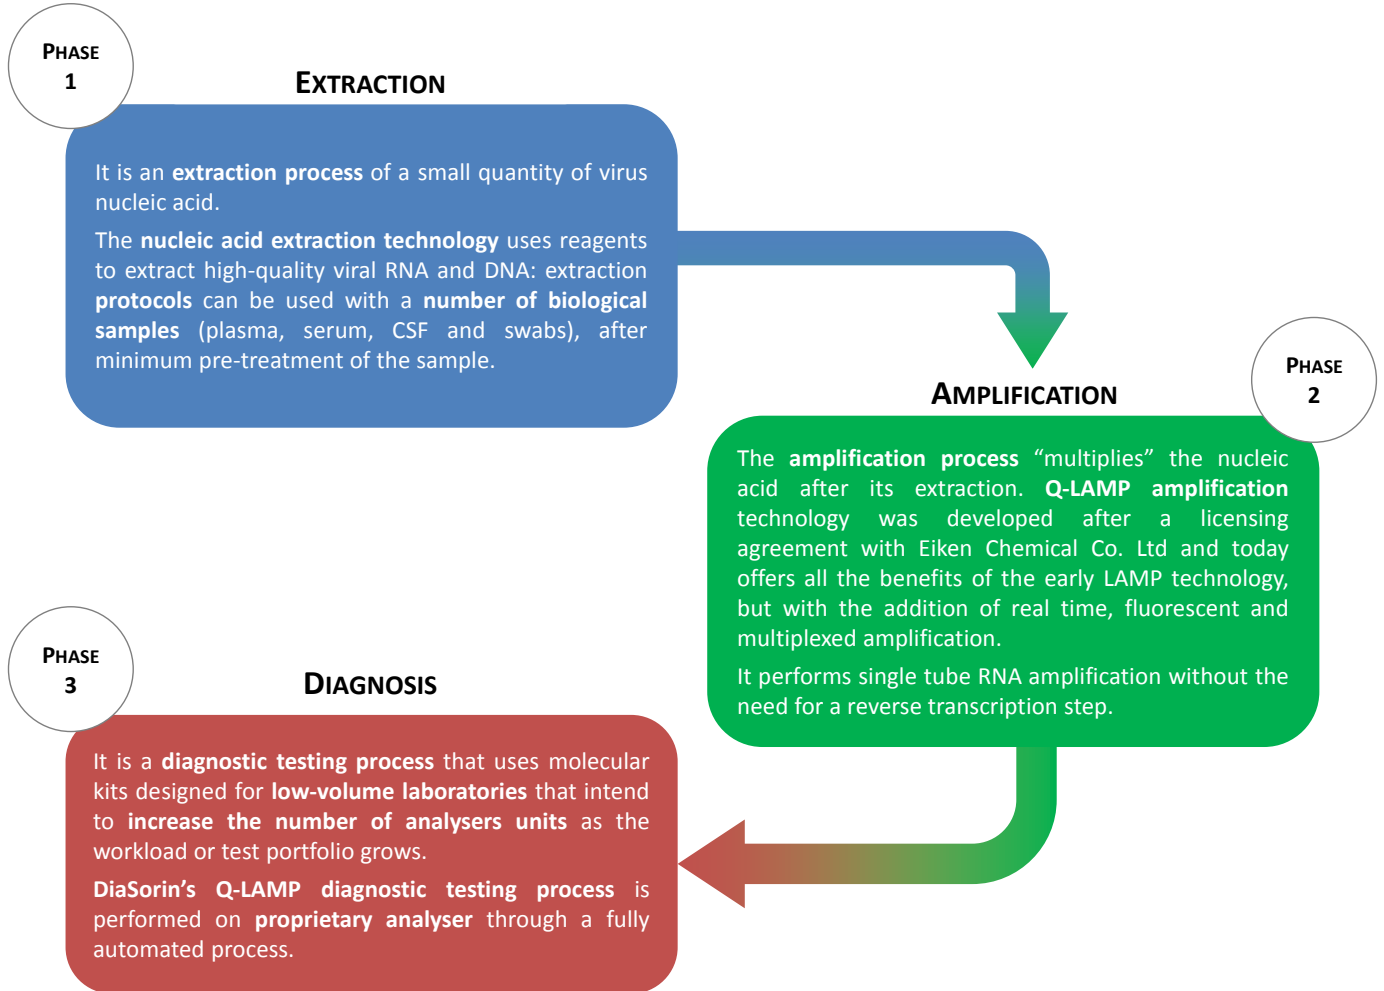 PHASE
1
EXTRACTION
It is an extraction process of a small quantity of virus
nucleic acid.
The nucleic acid extraction technology uses reagents
to extract high-quality viral RNA and DNA: extraction
protocols can be used with a number of biological
samples (plasma, serum, CSF and swabs), after
minimum pre-treatment of the sample.
PHASE
2
AMPLIFICATION
The amplification process “multiplies” the nucleic
acid after its extraction. Q-LAMP amplification
technology was developed after a licensing
agreement with Eiken Chemical Co. Ltd and today
offers all the benefits of the early LAMP technology,
but with the addition of real time, fluorescent and
multiplexed amplification.
It performs single tube RNA amplification without the
need for a reverse transcription step.
PHASE
3
DIAGNOSIS
It is a diagnostic testing process that uses molecular
kits designed for low-volume laboratories that intend
to increase the number of analysers units as the
workload or test portfolio grows.
DiaSorin’s Q-LAMP diagnostic testing process is
performed on proprietary analyser through a fully
automated process.